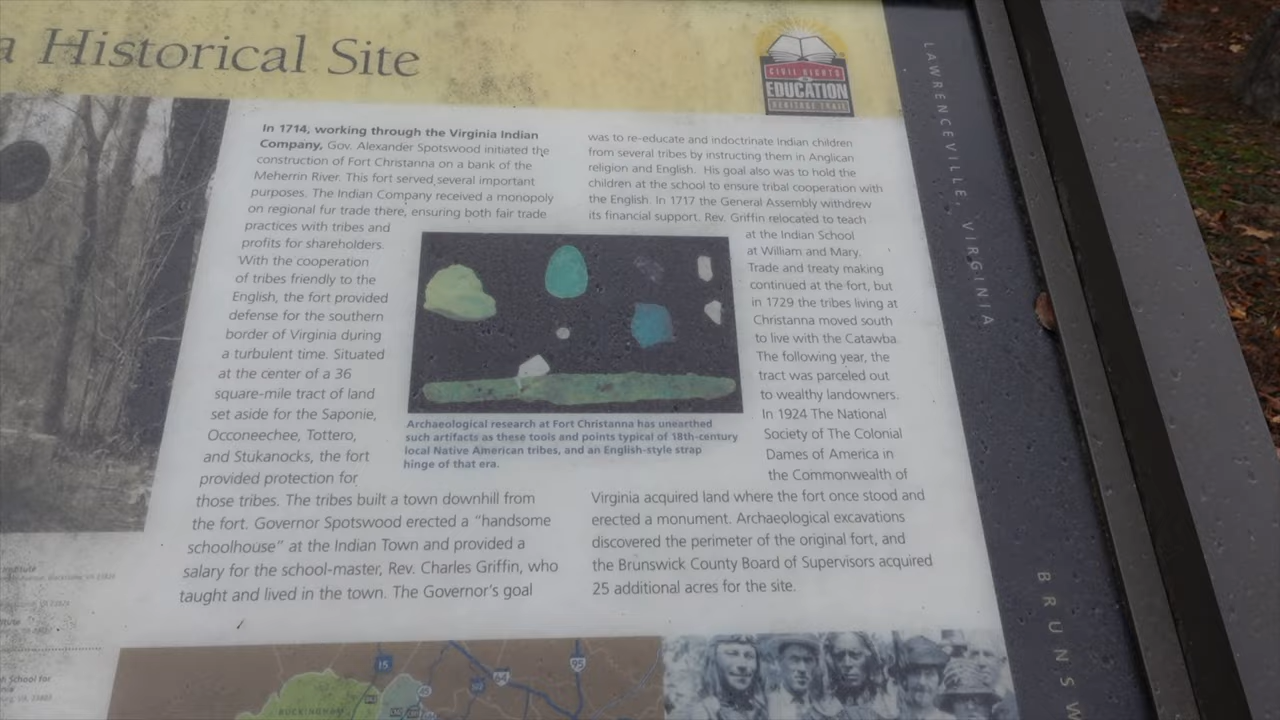 a Historical Site
CIVIL RIGHTS
IN
EDUCATION
HERITAGE TRAIL
In 1714, working through the Virginia Indian
Company, Gov. Alexander Spotswood initiated the
construction of Fort Christanna on a bank of the
Meherrin River. This fort served several important
purposes. The Indian Company received a monopoly
on regional fur trade there, ensuring both fair trade
practices with tribes and
profits for shareholders.
With the cooperation
of tribes friendly to the
English, the fort provided
defense for the southern
border of Virginia during
a turbulent time. Situated
at the center of a 36
square-mile tract of land
set aside for the Saponie,
Occoneechee, Tottero,
and Stukanocks, the fort
provided protection for
those tribes. The tribes built a town downhill from
the fort. Governor Spotswood erected a "handsome
schoolhouse" at the Indian Town and provided a
salary for the school-master, Rev. Charles Griffin, who
taught and lived in the town. The Governor's goal
was to re-educate and indoctrinate Indian children
from several tribes by instructing them in Anglican
religion and English. His goal also was to hold the
children at the school to ensure tribal cooperation with
the English. In 1717 the General Assembly withdrew
its financial support. Rev. Griffin relocated to teach
at the Indian School
at William and Mary.
Trade and treaty making
continued at the fort, but
in 1729 the tribes living at
Christanna moved south
to live with the Catawba.
The following year, the
tract was parceled out
to wealthy landowners.
In 1924 The National
Society of The Colonial
Dames of America in
the Commonwealth of
Virginia acquired land where the fort once stood and
erected a monument. Archaeological excavations
discovered the perimeter of the original fort, and
the Brunswick County Board of Supervisors acquired
25 additional acres for the site.
Archaeological research at Fort Christanna has unearthed
such artifacts as these tools and points typical of 18th-century
local Native American tribes, and an English-style strap
hinge of that era.
LAWRENCEVILLE, VIRGINIA
BRUNSW
15
64
95
BUCKINGHAM